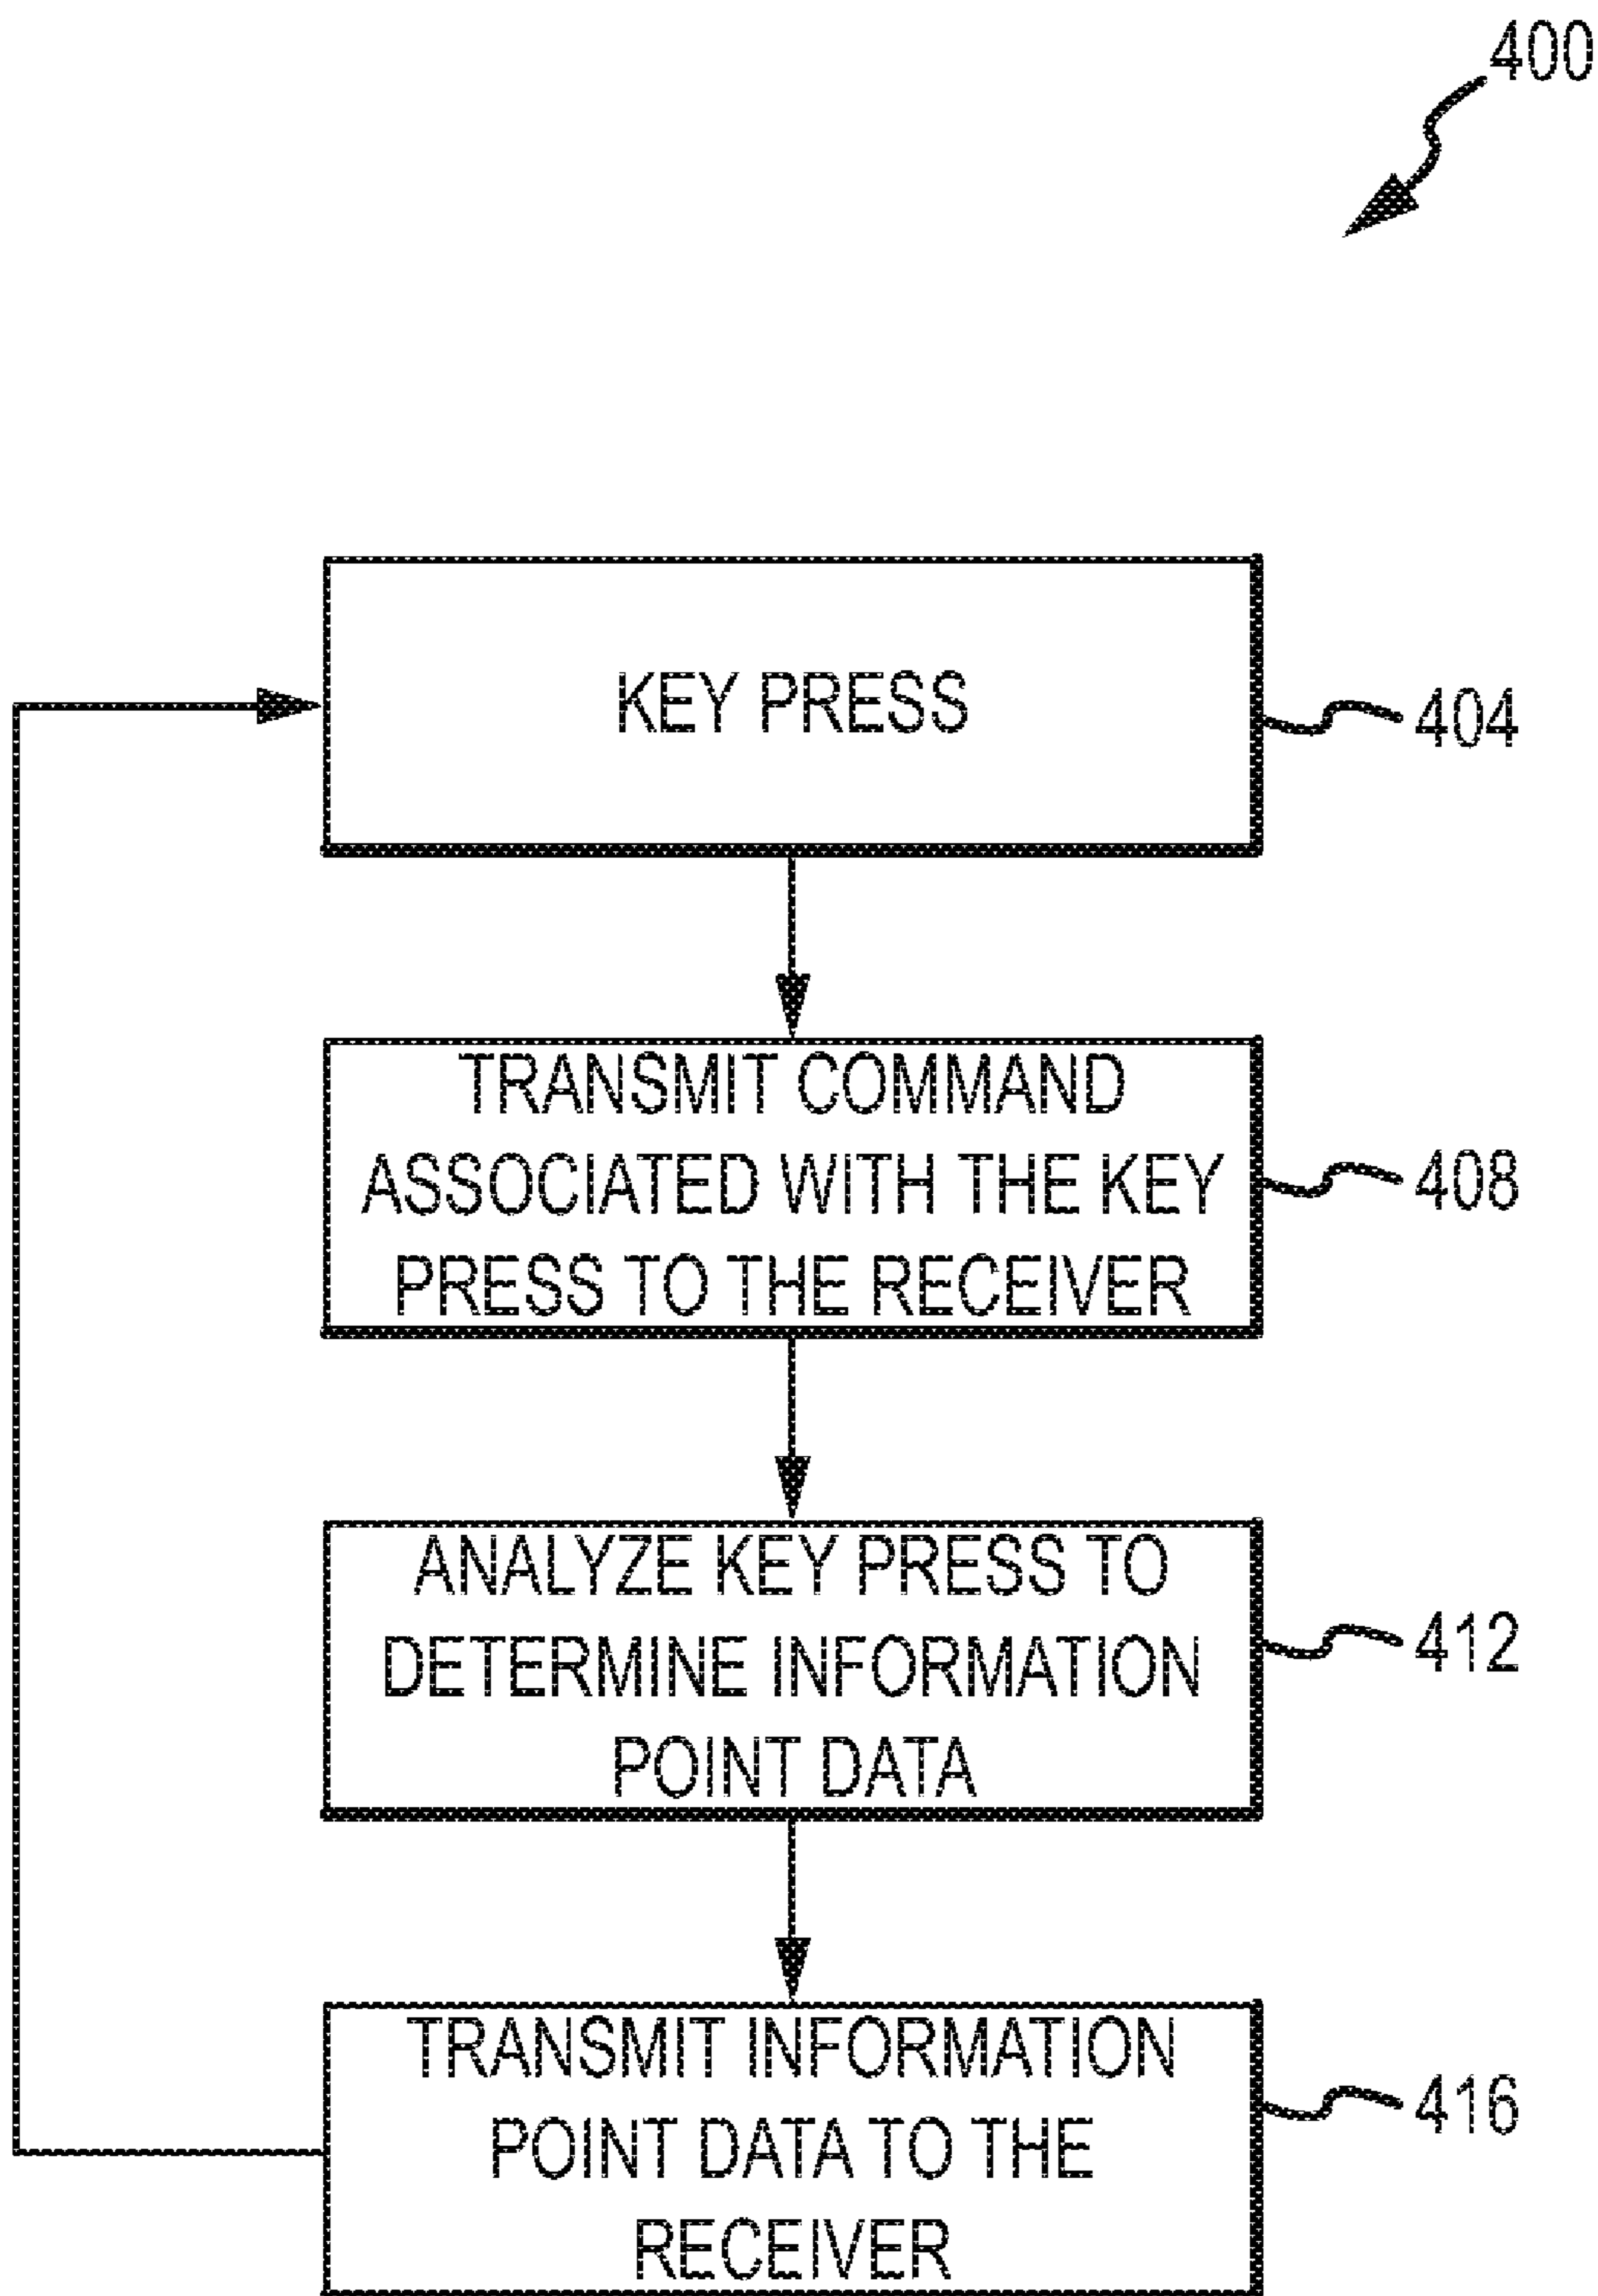 400
KEY PRESS
404
TRANSMIT COMMAND
ASSOCIATED WITH THE KEY
PRESS TO THE RECEIVER
408
ANALYZE KEY PRESS TO
DETERMINE INFORMATION
POINT DATA
412
TRANSMIT INFORMATION
POINT DATA TO THE
RECEIVER
416